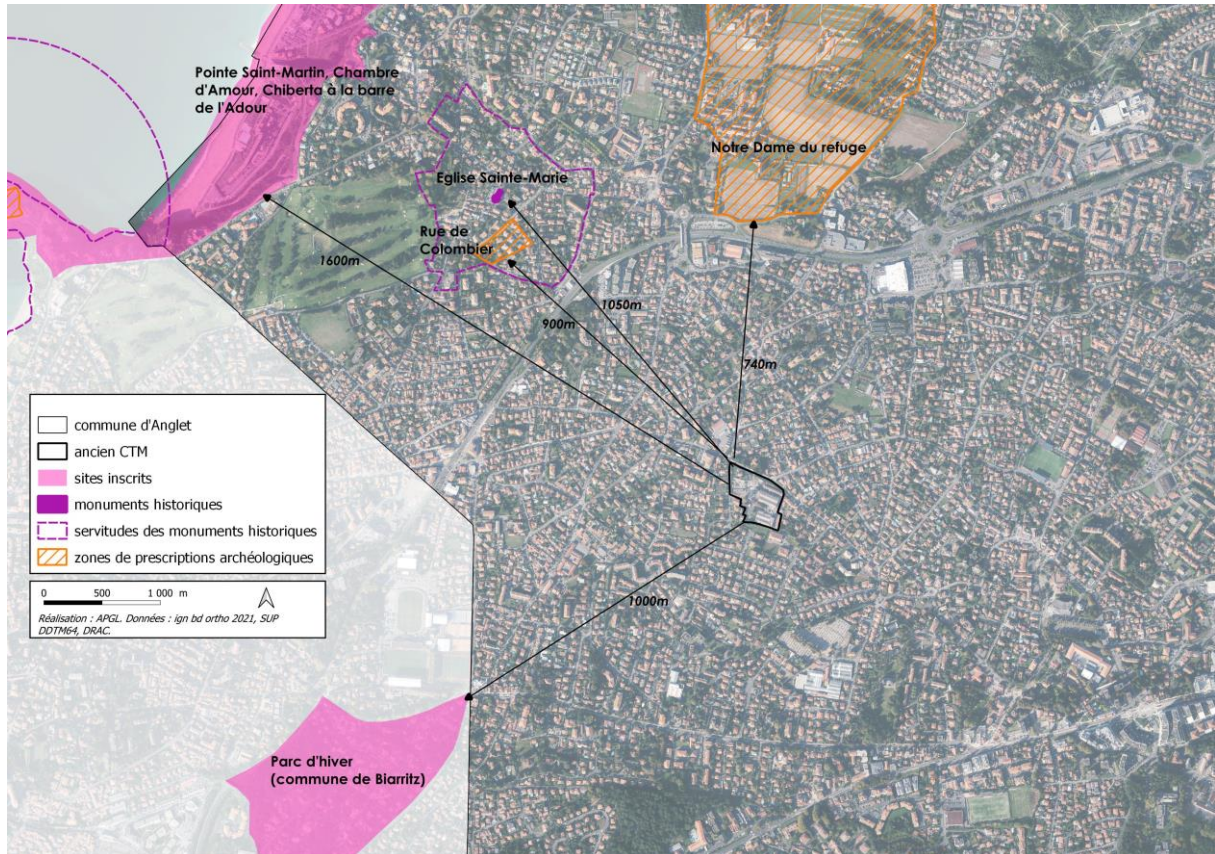 Pointe Saint-Martin, Chambre
d'Amour, Chiberta à la barre
de l'Adour
Notre Dame du refuge
Eglise Sainte-Marie
Rue de
Colombier
1600m
1050m
900m
740m
commune d'Anglet
ancien CTM
sites inscrits
monuments historiques
servitudes des monuments historiques
zones de prescriptions archéologiques
0 500 1 000 m
Réalisation : APGL. Données : ign bd ortho 2021, SUP
DDTM64, DRAC.
1000m
Parc d'hiver
(commune de Biarritz)